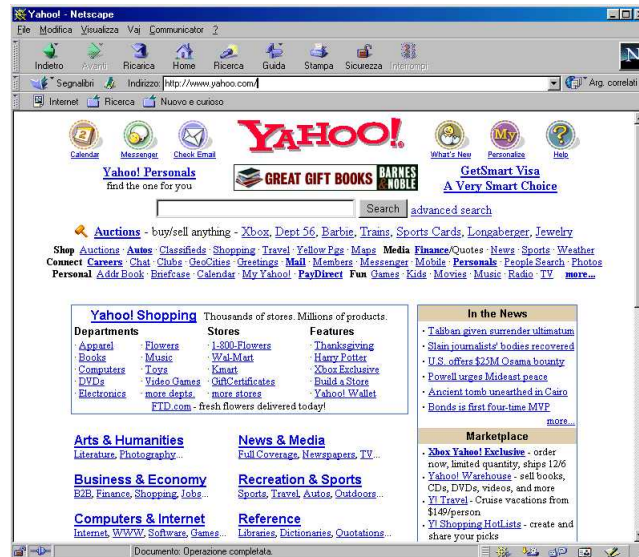 Yahoo! - Netscape
File Modifica Visualizza Vai Communicator ?
Indietro Avanti Ricarica Home Ricerca Guida Stampa Sicurezza Interrompi
N
Segnalibri Indirizzo: http://www.yahoo.com/ Arg. correlati
Internet Ricerca Nuovo e curioso
2 YAHOO! My ?
Calendar Messenger Check Email What's New Personalize Help
Yahoo! Personals
find the one for you
GREAT GIFT BOOKS BARNES & NOBLE
GetSmart Visa
A Very Smart Choice
Search advanced search
Auctions - buy/sell anything - Xbox, Dept 56, Barbie, Trains, Sports Cards, Longaberger, Jewelry
Shop Auctions · Autos · Classifieds · Shopping · Travel · Yellow Pgs · Maps Media Finance/Quotes · News · Sports · Weather
Connect Careers · Chat · Clubs · GeoCities · Greetings · Mail · Members · Messenger · Mobile · Personals · People Search · Photos
Personal Addr Book · Briefcase · Calendar · My Yahoo! · PayDirect Fun Games · Kids · Movies · Music · Radio · TV more...
Yahoo! Shopping Thousands of stores. Millions of products.
Departments Stores Features
· Apparel · Flowers · 1-800-Flowers · Thanksgiving
· Books · Music · Wal-Mart · Harry Potter
· Computers · Toys · Kmart · Xbox Exclusive
· DVDs · Video Games · GiftCertificates · Build a Store
· Electronics · more depts. · more stores · Yahoo! Wallet
FTD.com - fresh flowers delivered today!
Arts & Humanities
Literature, Photography...
News & Media
Full Coverage, Newspapers, TV...
Business & Economy
B2B, Finance, Shopping, Jobs...
Recreation & Sports
Sports, Travel, Autos, Outdoors...
Computers & Internet
Internet, WWW, Software, Games...
Reference
Libraries, Dictionaries, Quotations...
In the News
· Taliban given surrender ultimatum
· Slain journalists' bodies recovered
· U.S. offers $25M Osama bounty
· Powell urges Mideast peace
· Ancient tomb unearthed in Cairo
· Bonds is first four-time MVP
more...
Marketplace
· Xbox Yahoo! Exclusive - order
now, limited quantity, ships 12/6
· Yahoo! Warehouse - sell books,
CDs, DVDs, videos, and more
· Y! Travel - Cruise vacations from
$149/person
· Y! Shopping HotLists - create and
share your picks
Documento: Operazione completata.